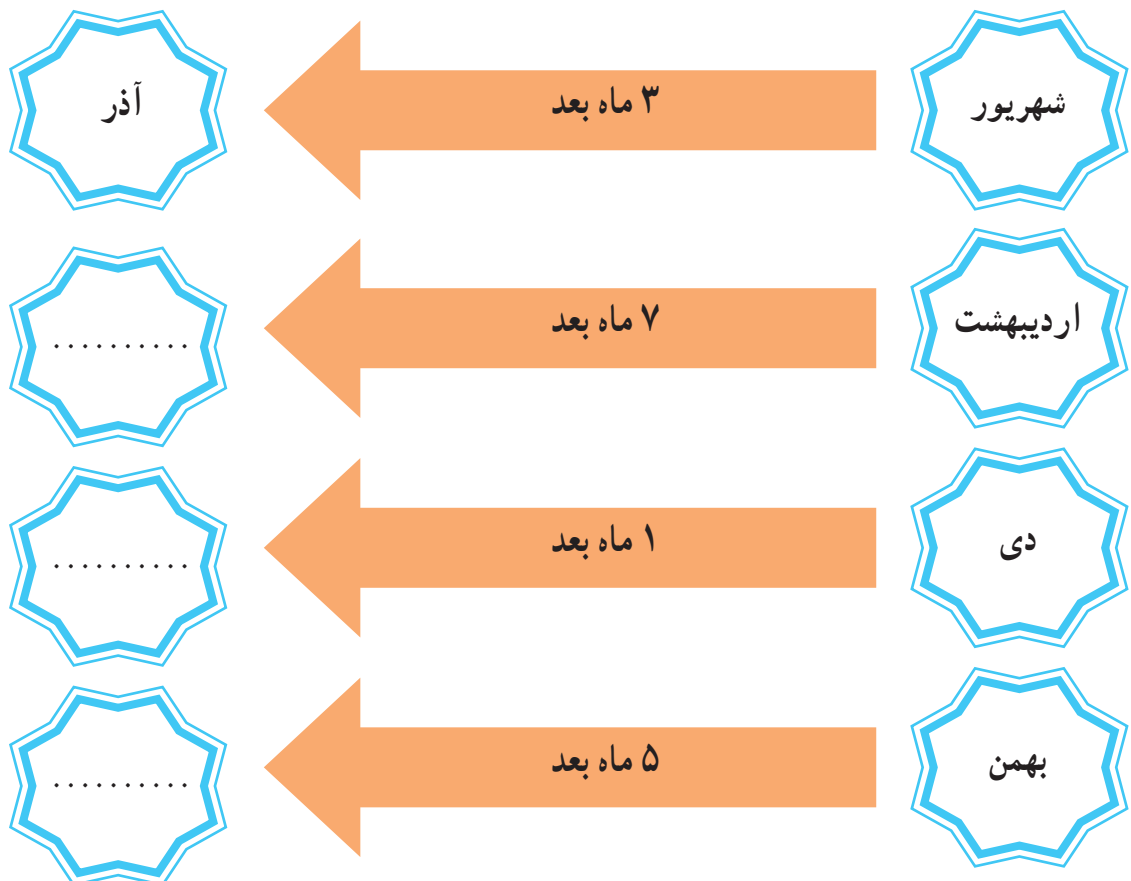 شهریور ۳ ماه بعد آذر
اردیبهشت ۷ ماه بعد ..........
دی ۱ ماه بعد ..........
بهمن ۵ ماه بعد ..........